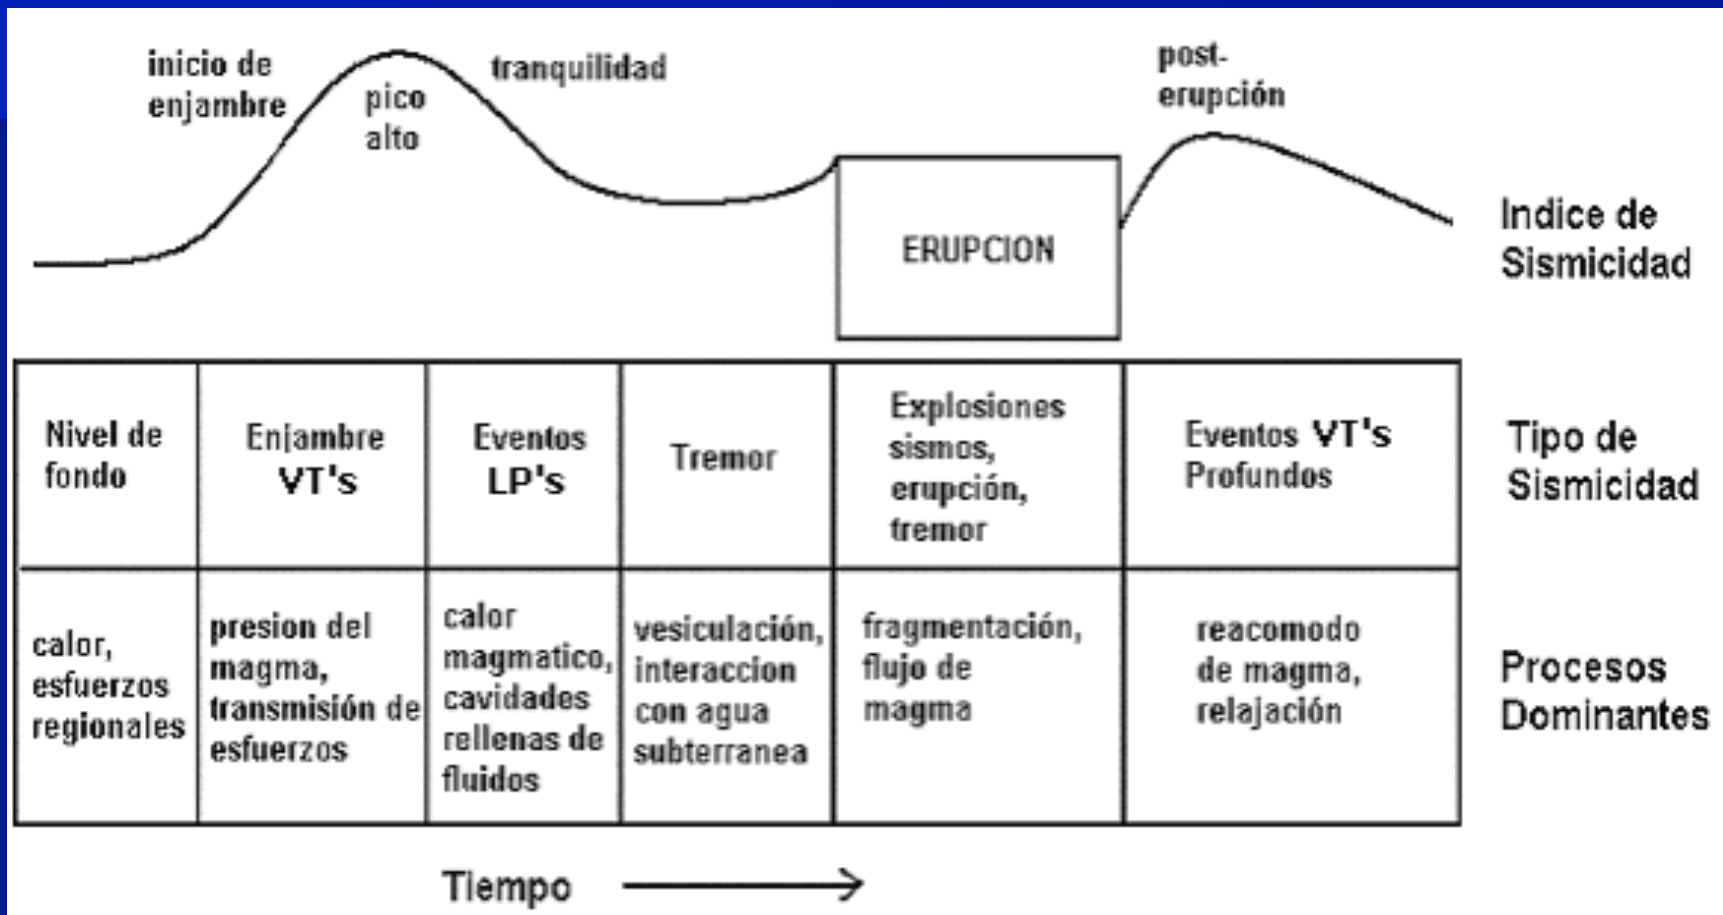 inicio de
enjambre
pico
alto
tranquilidad
post-
erupción
ERUPCION
Indice de
Sismicidad
Nivel de
fondo
Enjambre
VT's
Eventos
LP's
Tremor
Explosiones
sismos,
erupción,
tremor
Eventos VT's
Profundos
Tipo de
Sismicidad
calor,
esfuerzos
regionales
presion del
magma,
transmisión de
esfuerzos
calor
magmatico,
cavidades
rellenas de
fluidos
vesiculación,
interaccion
con agua
subterranea
fragmentación,
flujo de
magma
reacomodo
de magma,
relajación
Procesos
Dominantes
Tiempo